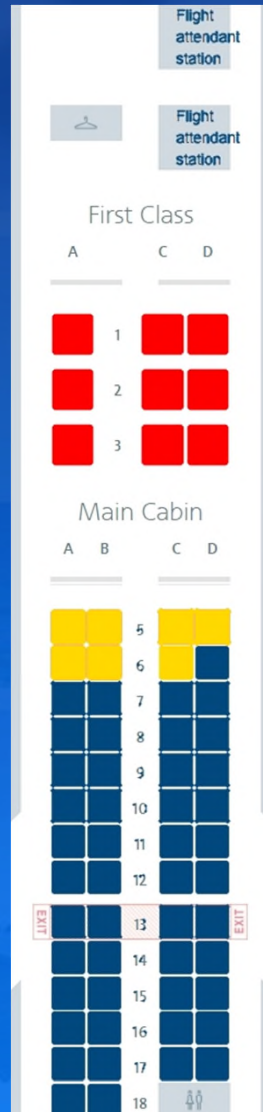 Flight
attendant
station
Flight
attendant
station
First Class
A C D
1
2
3
Main Cabin
A B C D
5
6
7
8
9
10
11
12
EXIT 13 EXIT
14
15
16
17
18